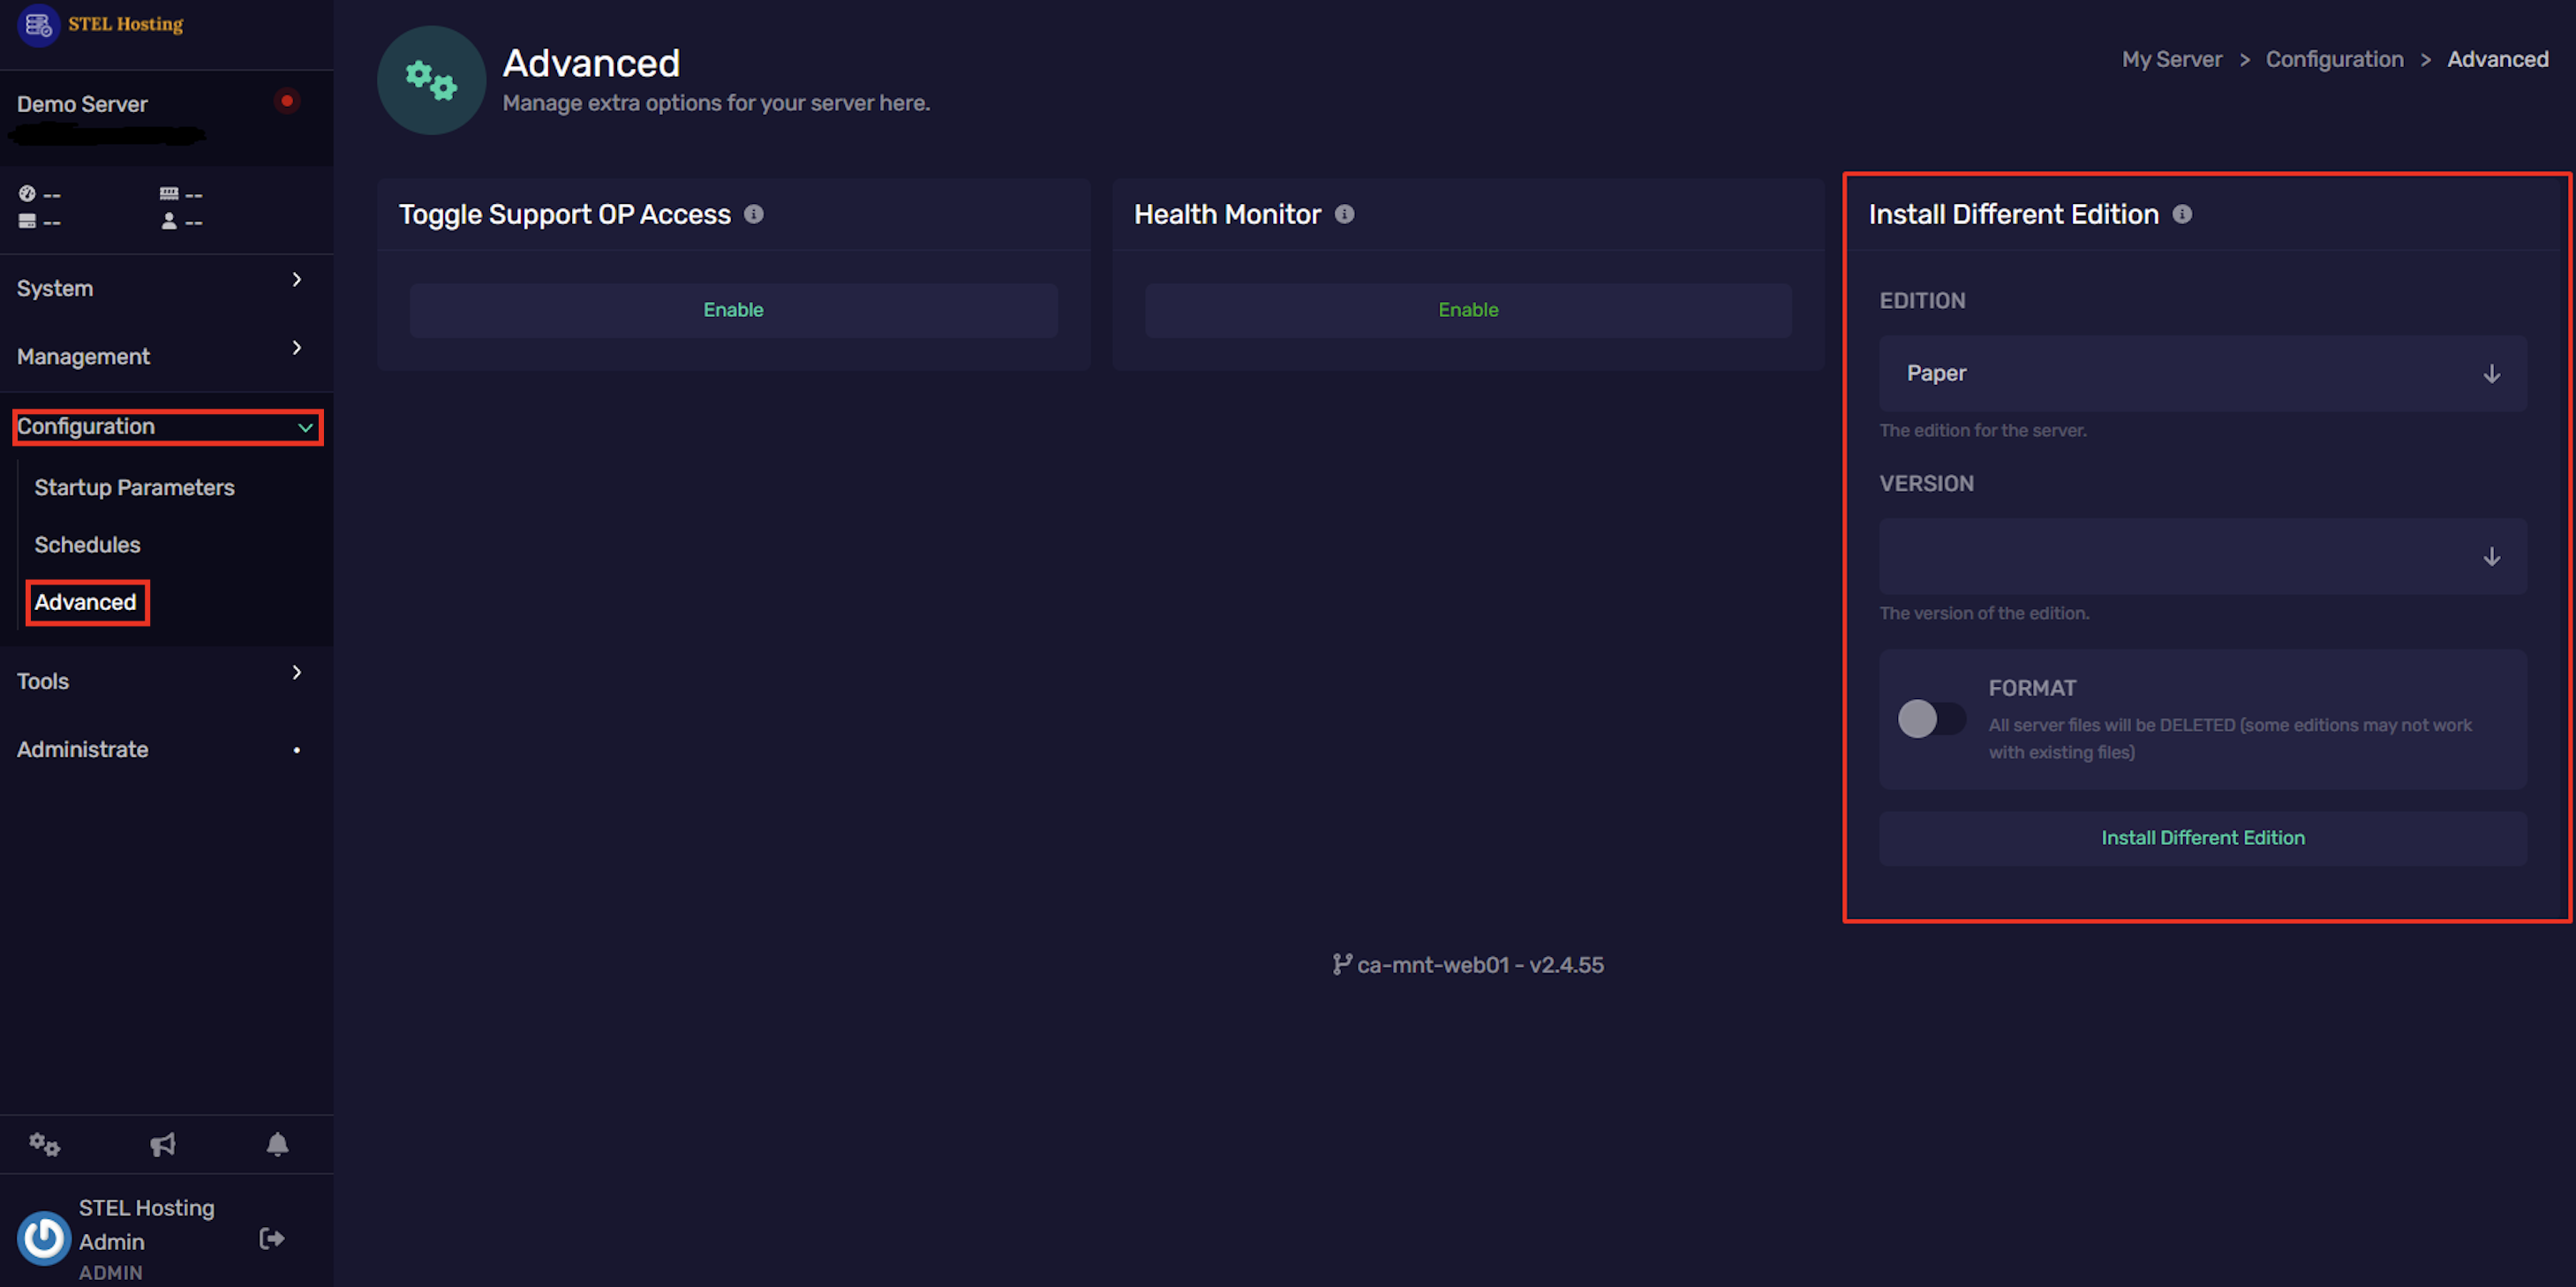 STEL Hosting
Demo Server
--
--
--
--
System
Management
Configuration
Startup Parameters
Schedules
Advanced
Tools
Administrate
STEL Hosting
Admin
ADMIN
Advanced
Manage extra options for your server here.
My Server > Configuration > Advanced
Toggle Support OP Access
Enable
Health Monitor
Enable
Install Different Edition
EDITION
Paper
The edition for the server.
VERSION
The version of the edition.
FORMAT
All server files will be DELETED (some editions may not work
with existing files)
Install Different Edition
ca-mnt-web01 - v2.4.55